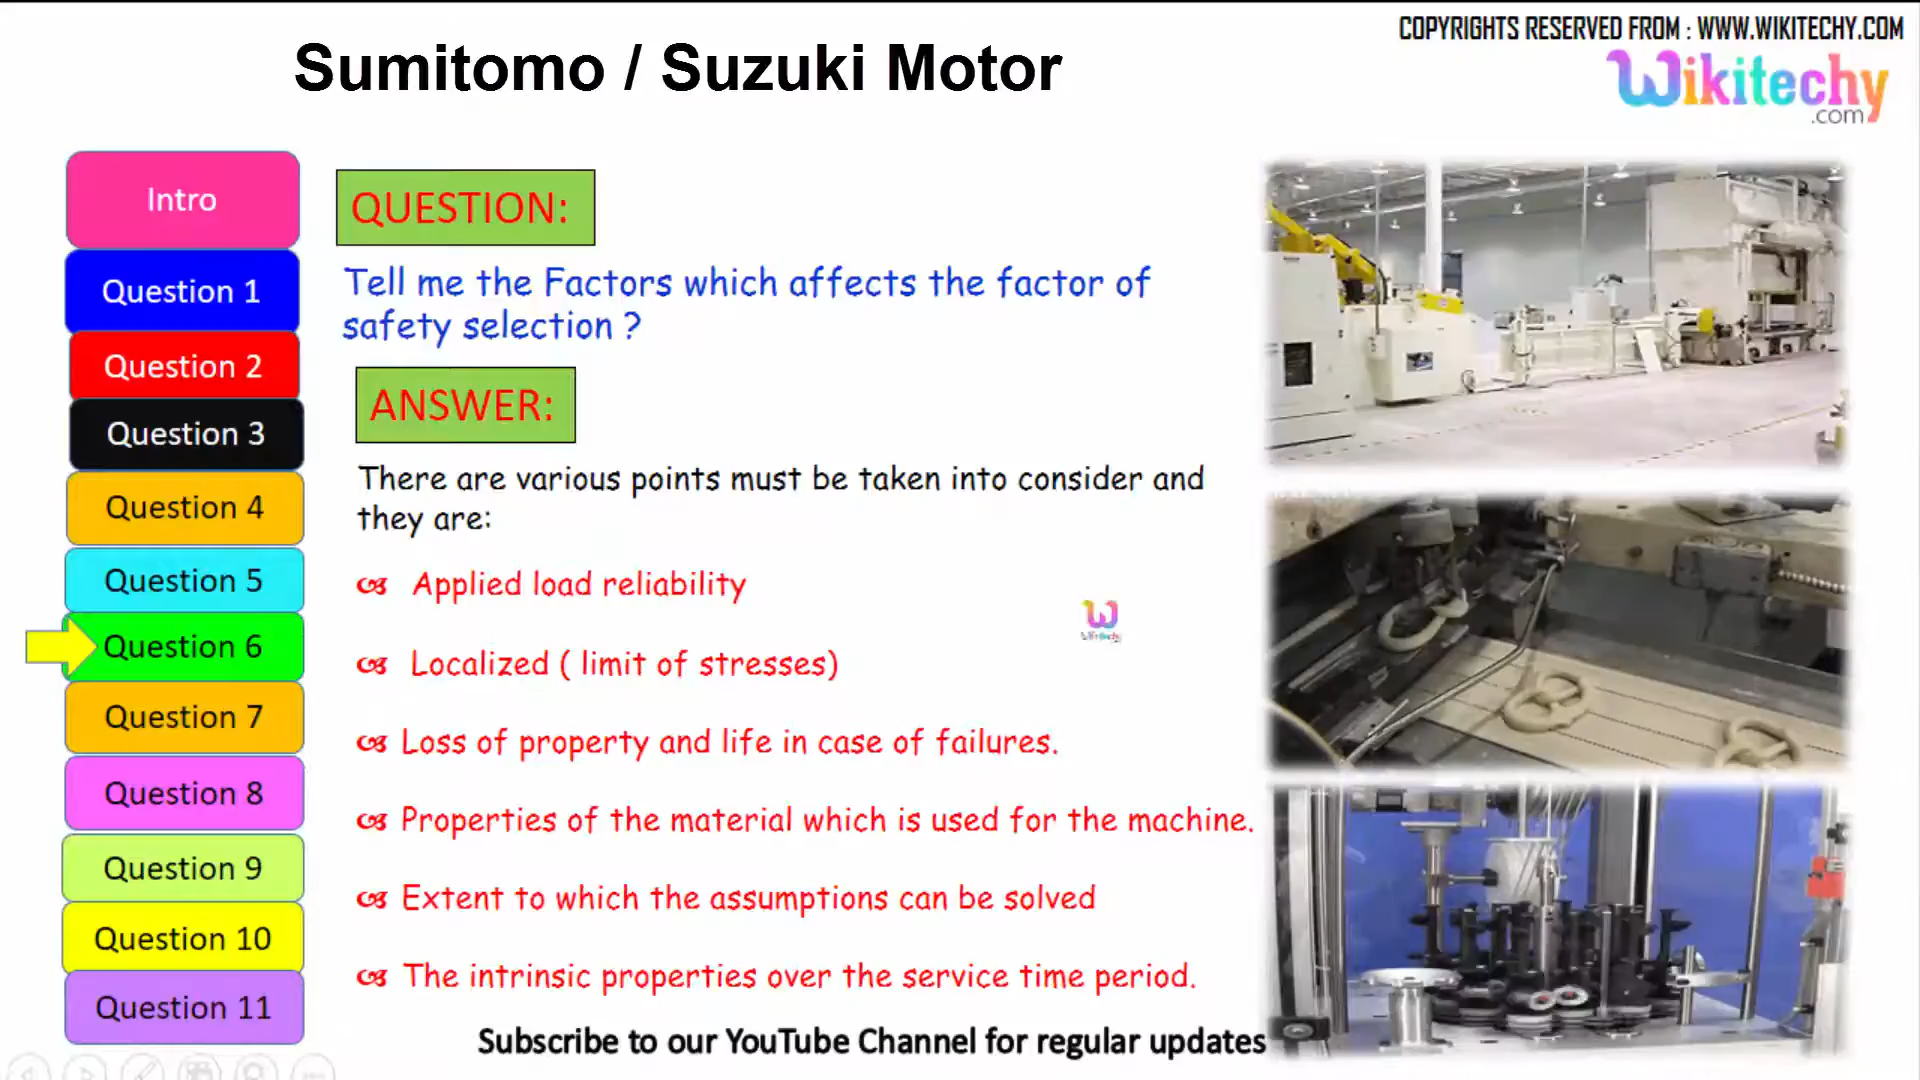 COPYRIGHTS RESERVED FROM : WWW.WIKITECHY.COM
Sumitomo / Suzuki Motor
Wikitechy
.com
Intro
Question 1
Question 2
Question 3
Question 4
Question 5
Question 6
Question 7
Question 8
Question 9
Question 10
Question 11
QUESTION:
Tell me the Factors which affects the factor of
safety selection ?
ANSWER:
There are various points must be taken into consider and
they are:
Applied load reliability
Localized ( limit of stresses)
Loss of property and life in case of failures.
Properties of the material which is used for the machine.
Extent to which the assumptions can be solved
The intrinsic properties over the service time period.
Wikitechy
Subscribe to our YouTube Channel for regular updates